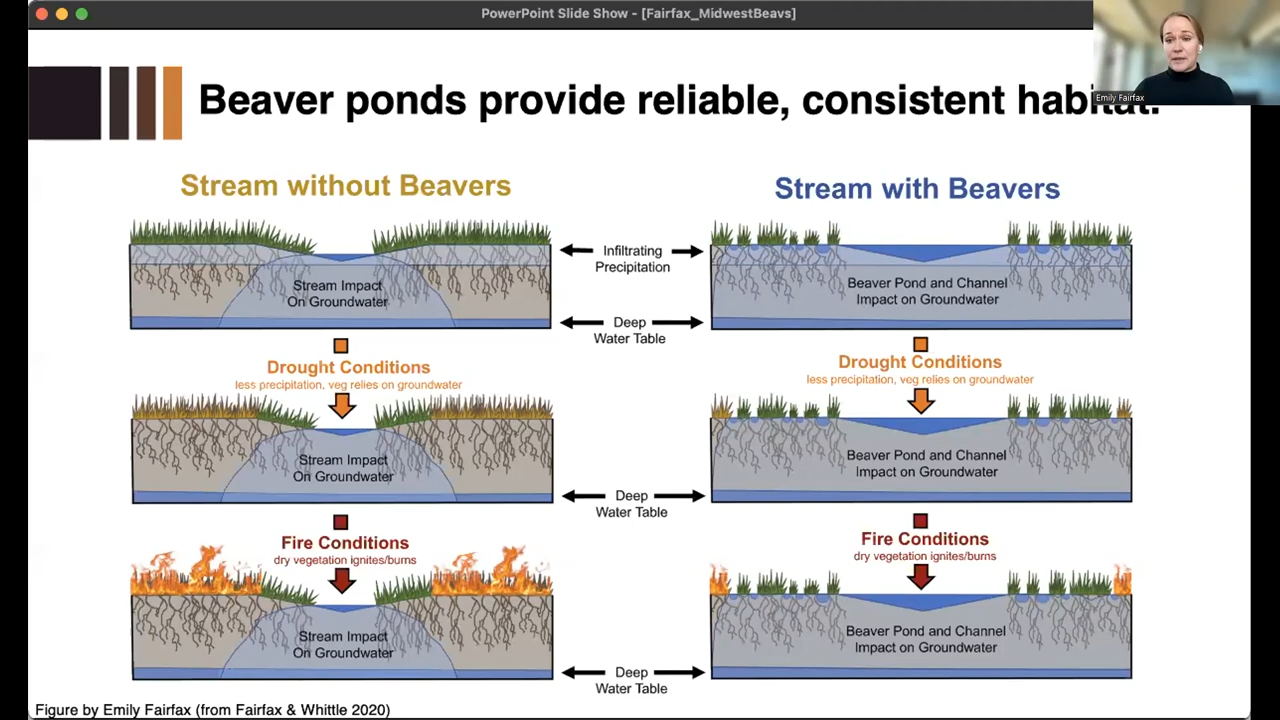 PowerPoint Slide Show - [Fairfax_MidwestBeavs]
Emily Fairfax
Beaver ponds provide reliable, consistent habitat.
Stream without Beavers
Stream with Beavers
Infiltrating
Precipitation
Stream Impact
On Groundwater
Beaver Pond and Channel
Impact on Groundwater
Deep
Water Table
Drought Conditions
less precipitation, veg relies on groundwater
Drought Conditions
less precipitation, veg relies on groundwater
Stream Impact
On Groundwater
Beaver Pond and Channel
Impact on Groundwater
Deep
Water Table
Fire Conditions
dry vegetation ignites/burns
Fire Conditions
dry vegetation ignites/burns
Stream Impact
On Groundwater
Beaver Pond and Channel
Impact on Groundwater
Deep
Water Table
Figure by Emily Fairfax (from Fairfax & Whittle 2020)